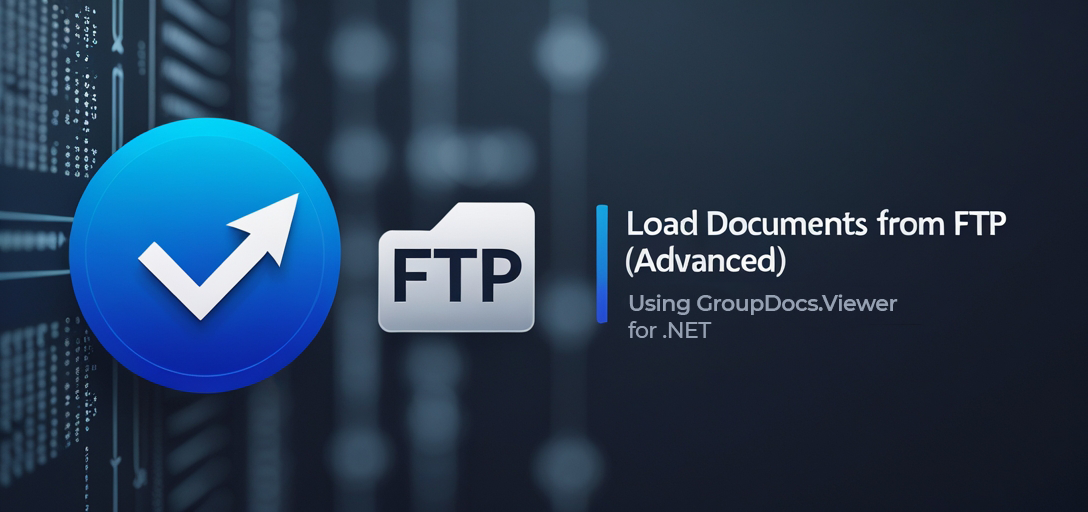 FTP
Load Documents from FTP
(Advanced)
Using GroupDocs.Viewer
for .NET